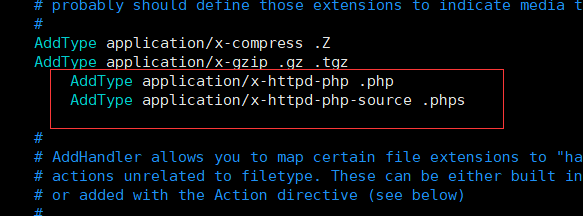 # probably should define those extensions to indicate media t
#
AddType application/x-compress .Z
AddType application/x-gzip .gz .tgz
AddType application/x-httpd-php .php
AddType application/x-httpd-php-source .phps
#
# AddHandler allows you to map certain file extensions to "ha
# actions unrelated to filetype. These can be either built in
# or added with the Action directive (see below)
#